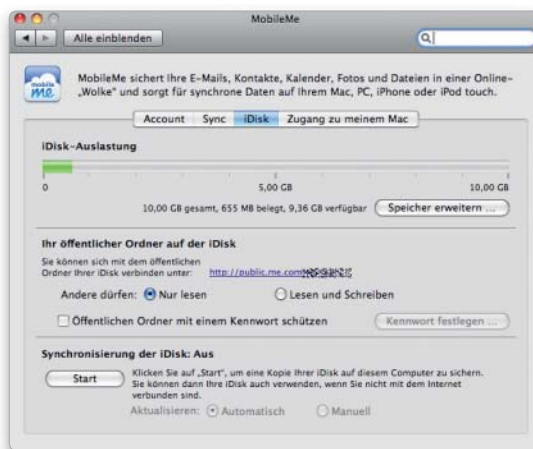 MobileMe
Alle einblenden
mobile me
MobileMe sichert Ihre E-Mails, Kontakte, Kalender, Fotos und Dateien in einer Online-
„Wolke" und sorgt für synchrone Daten auf Ihrem Mac, PC, iPhone oder iPod touch.
Account Sync iDisk Zugang zu meinem Mac
iDisk-Auslastung
0 5,00 GB 10,00 GB
10,00 GB gesamt, 655 MB belegt, 9,36 GB verfügbar Speicher erweitern ...
Ihr öffentlicher Ordner auf der iDisk
Sie können sich mit dem öffentlichen
Ordner Ihrer iDisk verbinden unter: http://public.me.com
Andere dürfen: Nur lesen Lesen und Schreiben
Öffentlichen Ordner mit einem Kennwort schützen Kennwort festlegen ...
Synchronisierung der iDisk: Aus
Start Klicken Sie auf „Start", um eine Kopie Ihrer iDisk auf diesem Computer zu sichern.
Sie können dann Ihre iDisk auch verwenden, wenn Sie nicht mit dem Internet
verbunden sind.
Aktualisieren: Automatisch Manuell